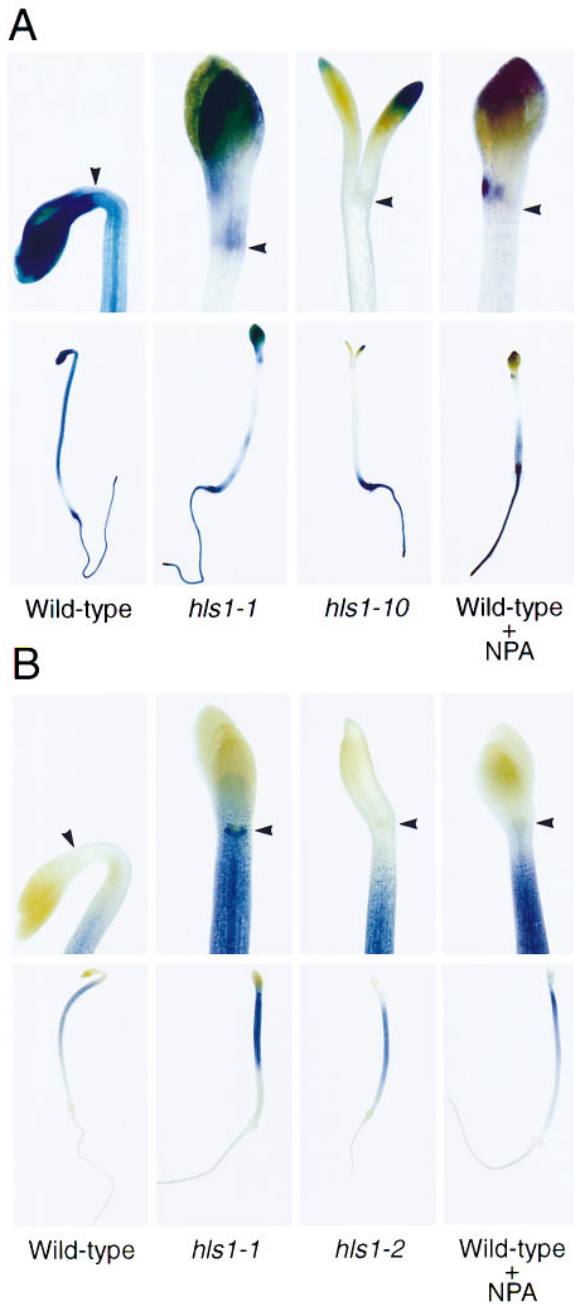 A
Wild-type hls1-1 hls1-10 Wild-type
+
NPA
B
Wild-type hls1-1 hls1-2 Wild-type
+
NPA